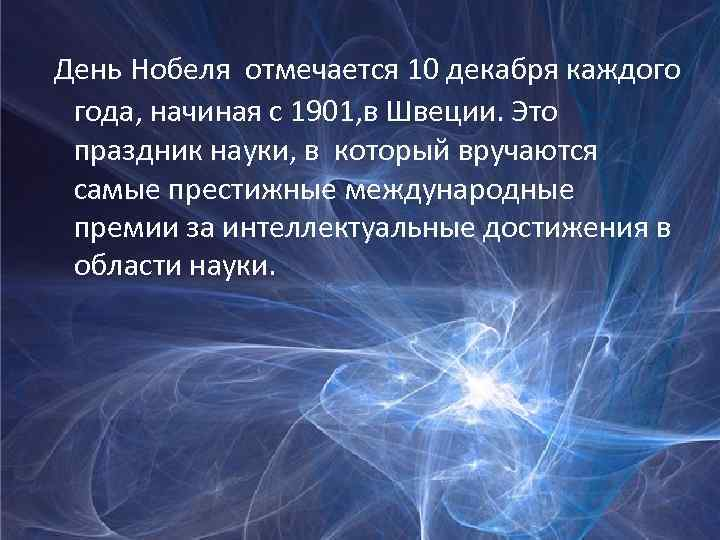 День Нобеля отмечается 10 декабря каждого
года, начиная с 1901,в Швеции. Это
праздник науки, в который вручаются
самые престижные международные
премии за интеллектуальные достижения в
области науки.